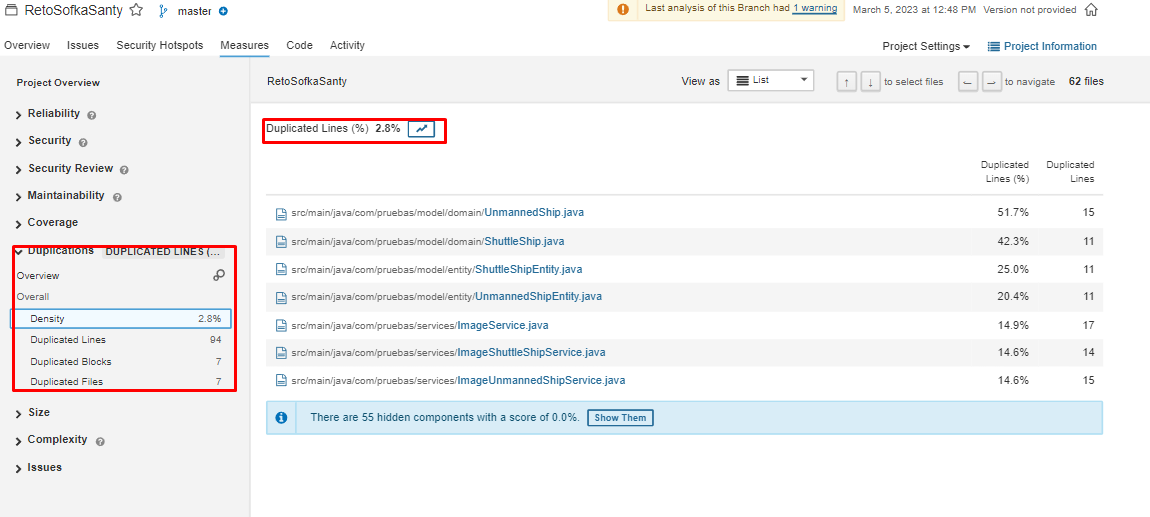 RetoSofkaSanty master Last analysis of this Branch had 1 warning March 5, 2023 at 12:48 PM Version not provided
Overview Issues Security Hotspots Measures Code Activity Project Settings Project Information
Project Overview
Reliability
Security
Security Review
Maintainability
Coverage
Duplications DUPLICATED LINES (...
Overview
Overall
Density 2.8%
Duplicated Lines 94
Duplicated Blocks 7
Duplicated Files 7
Size
Complexity
Issues
RetoSofkaSanty View as List ↑ ↓ to select files ← → to navigate 62 files
Duplicated Lines (%) 2.8%
Duplicated Duplicated
Lines (%) Lines
src/main/java/com/pruebas/model/domain/UnmannedShip.java 51.7% 15
src/main/java/com/pruebas/model/domain/ShuttleShip.java 42.3% 11
src/main/java/com/pruebas/model/entity/ShuttleShipEntity.java 25.0% 11
src/main/java/com/pruebas/model/entity/UnmannedShipEntity.java 20.4% 11
src/main/java/com/pruebas/services/ImageService.java 14.9% 17
src/main/java/com/pruebas/services/ImageShuttleShipService.java 14.6% 14
src/main/java/com/pruebas/services/ImageUnmannedShipService.java 14.6% 15
There are 55 hidden components with a score of 0.0%. Show Them